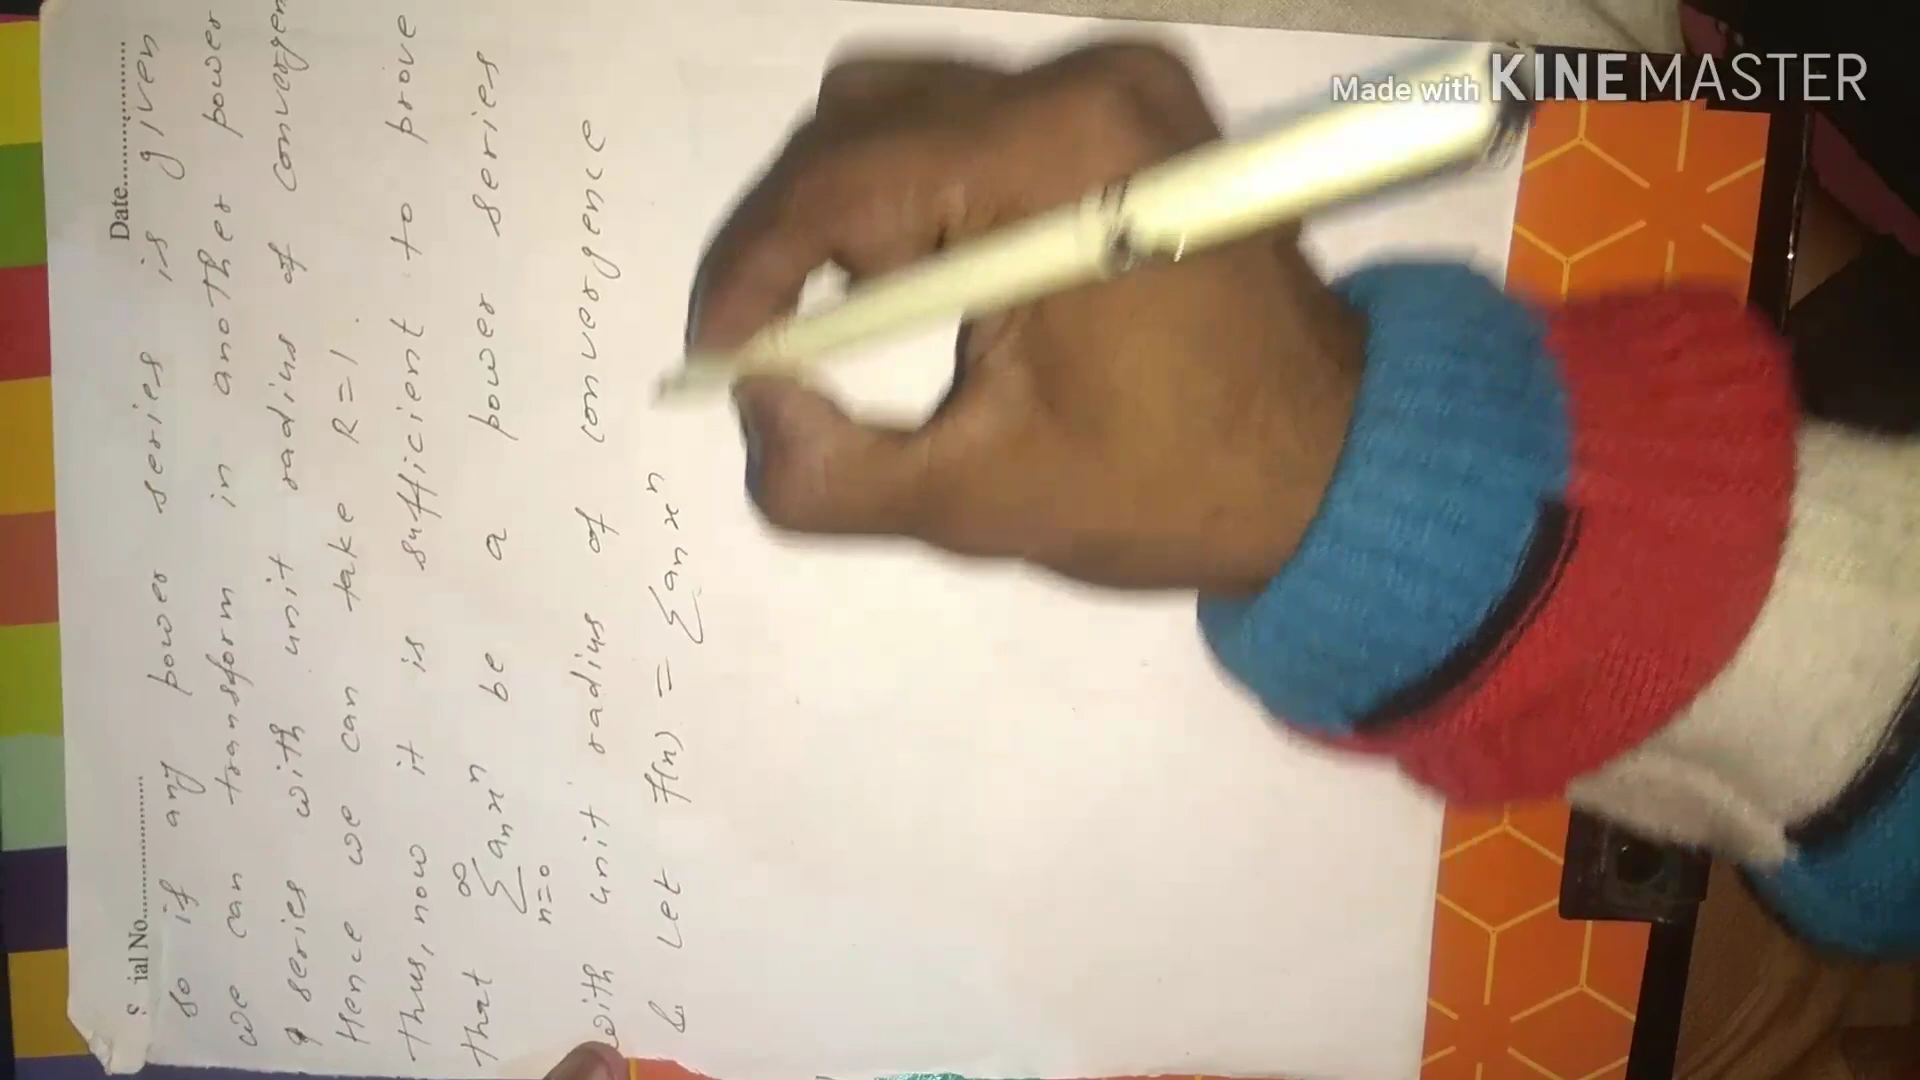 Made with KINEMASTER
S ial No.................... Date....................
so if any power series is given
we can transform in another power
series with unit radius of convergen
Hence we can take R=1.
thus, now it is sufficient to prove
that ∞∑n=0 aₙxⁿ be a power series
with unit radius of convergence
& Let f(x) = ∑aₙxⁿ